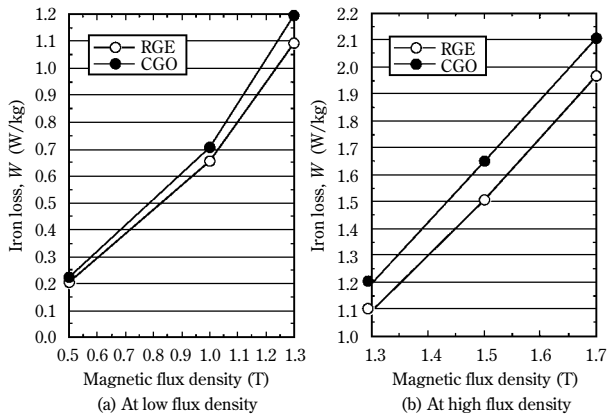 1.2
1.1
1.0
0.9
0.8
0.7
0.6
0.5
0.4
0.3
0.2
0.1
0.0
Iron loss, W (W/kg)
RGE
CGO
0.5 0.6 0.7 0.8 0.9 1.0 1.1 1.2 1.3
Magnetic flux density (T)
(a) At low flux density
2.2
2.1
2.0
1.9
1.8
1.7
1.6
1.5
1.4
1.3
1.2
1.1
1.0
Iron loss, W (W/kg)
RGE
CGO
1.3 1.4 1.5 1.6 1.7
Magnetic flux density (T)
(b) At high flux density